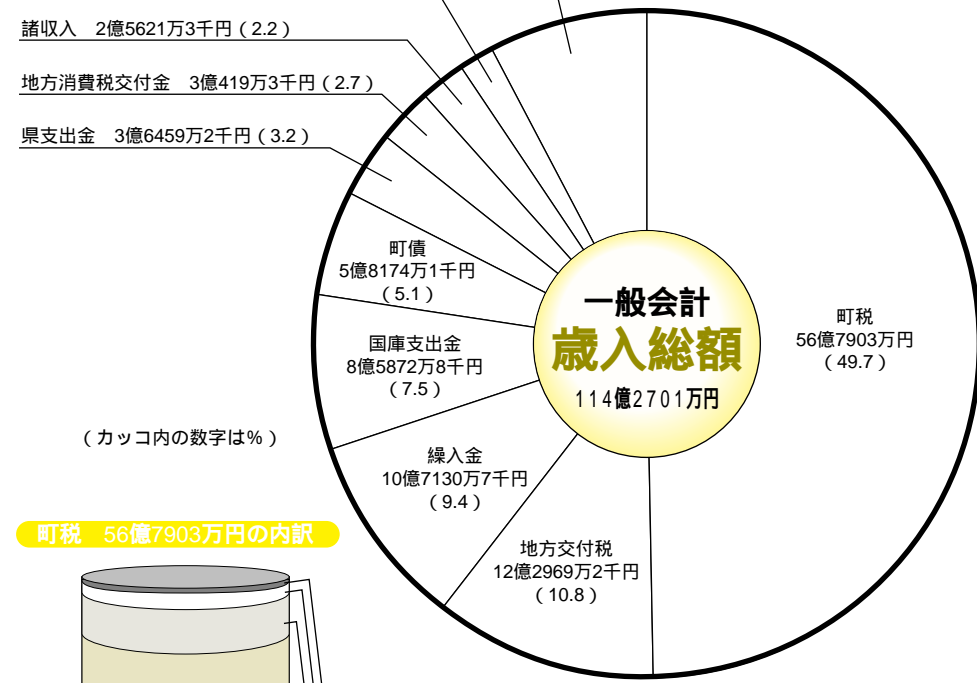 諸収入 2億5621万3千円（2.2）
地方消費税交付金 3億419万3千円（2.7）
県支出金 3億6459万2千円（3.2）
町債
5億8174万1千円
（5.1）
国庫支出金
8億5872万8千円
（7.5）
繰入金
10億7130万7千円
（9.4）
地方交付税
12億2969万2千円
（10.8）
町税
56億7903万円
（49.7）
一般会計
歳入総額
114億2701万円
（カッコ内の数字は%）
町税 56億7903万円の内訳